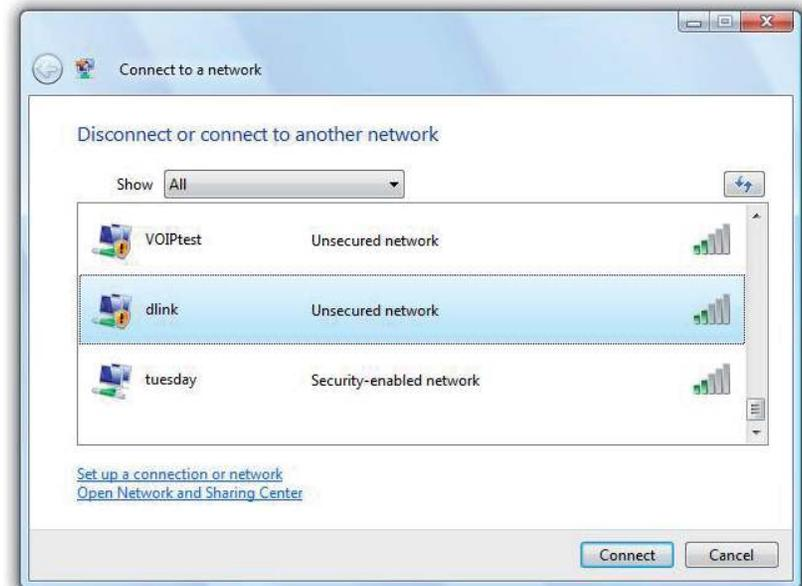 Connect to a network
Disconnect or connect to another network
Show All
VOIPtest Unsecured network
dlink Unsecured network
tuesday Security-enabled network
Set up a connection or network
Open Network and Sharing Center
Connect Cancel